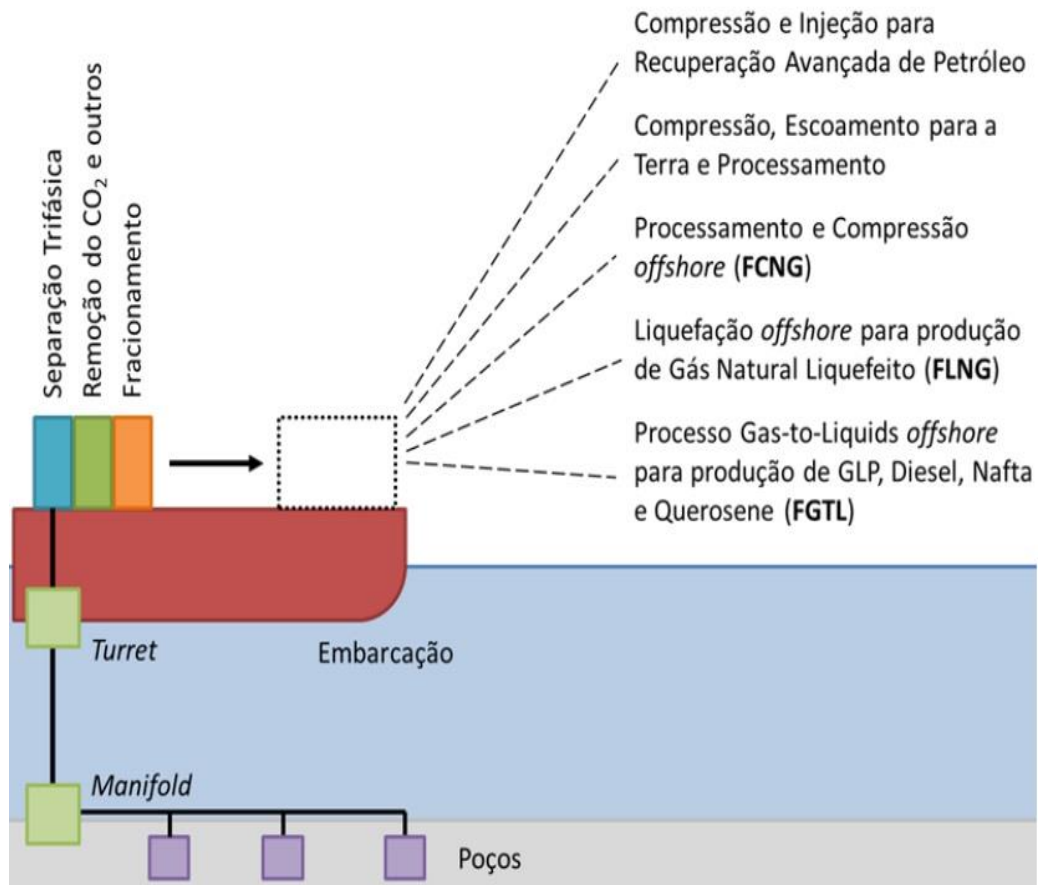 Compressão e Injeção para
Recuperação Avançada de Petróleo
Compressão, Escoamento para a
Terra e Processamento
Processamento e Compressão
offshore (FCNG)
Liquefação offshore para produção
de Gás Natural Liquefeito (FLNG)
Processo Gas-to-Liquids offshore
para produção de GLP, Diesel, Nafta
e Querosene (FGTL)
Separação Trifásica
Remoção do CO₂ e outros
Fracionamento
Turret
Embarcação
Manifold
Poços